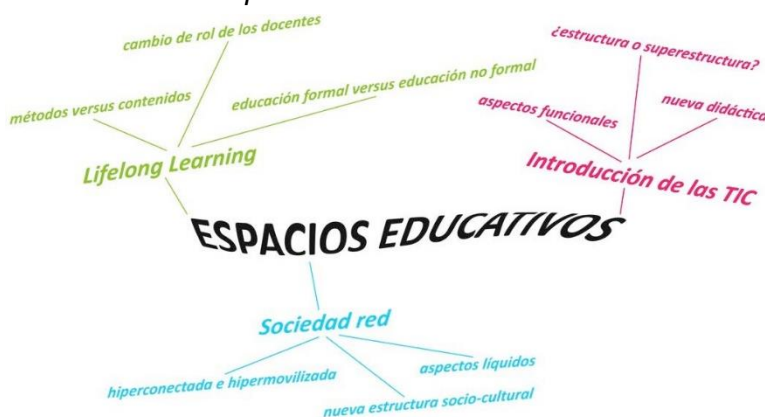 cambio de rol de los docentes
métodos versus contenidos
educación formal versus educación no formal
Lifelong Learning
¿estructura o superestructura?
aspectos funcionales
nueva didáctica
Introducción de las TIC
ESPACIOS EDUCATIVOS
Sociedad red
hiperconectada e hipermovilizada
aspectos líquidos
nueva estructura socio-cultural